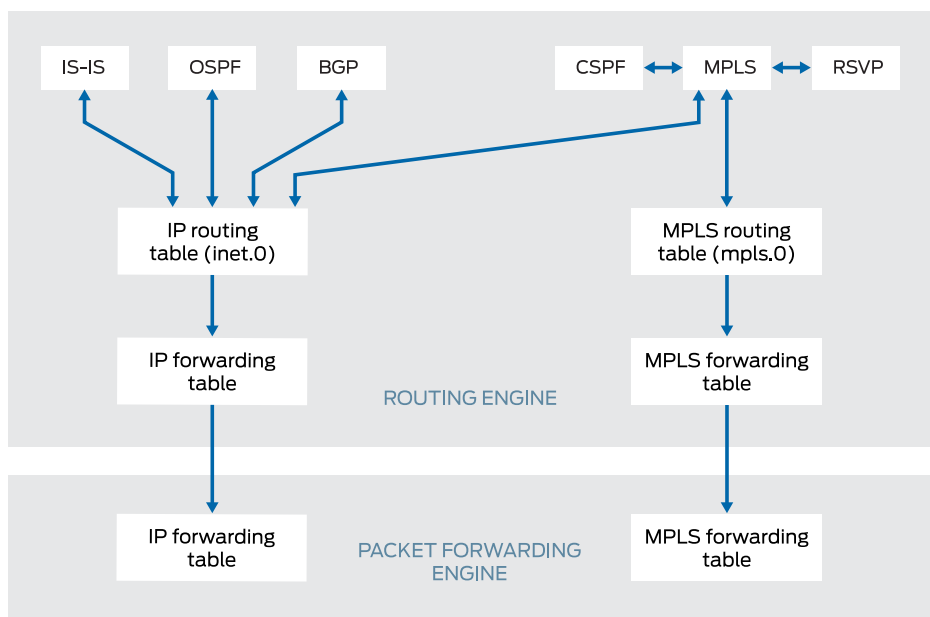 IS-IS
OSPF
BGP
CSPF
MPLS
RSVP
IP routing
table (inet.0)
MPLS routing
table (mpls.0)
IP forwarding
table
MPLS forwarding
table
ROUTING ENGINE
IP forwarding
table
PACKET FORWARDING
ENGINE
MPLS forwarding
table